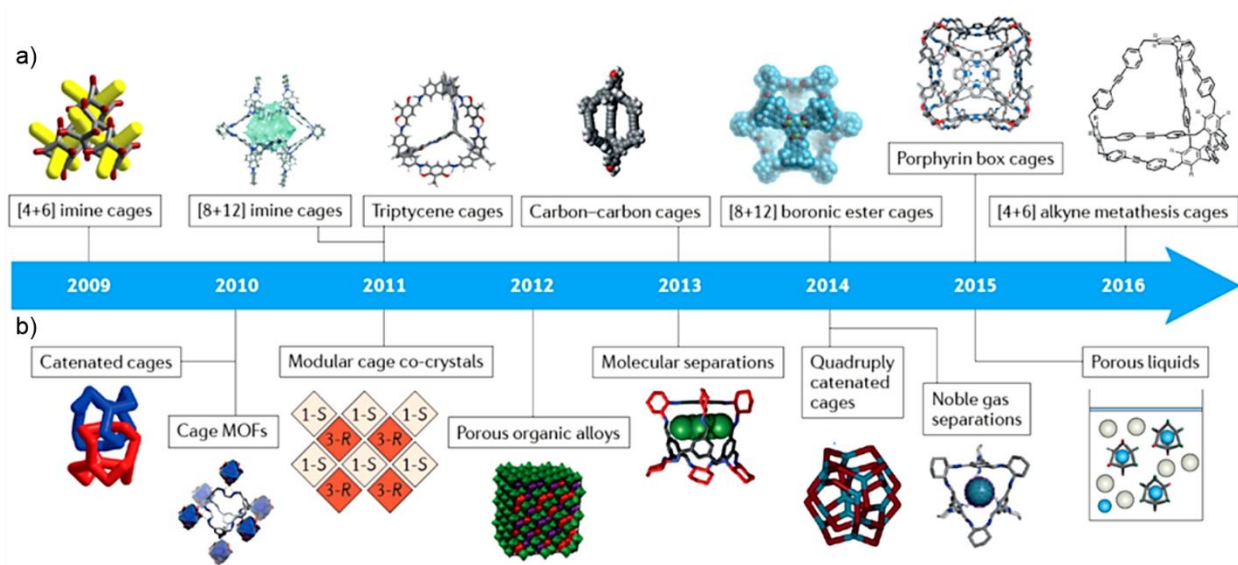 a)
Porphyrin box cages
[4+6] imine cages
[8+12] imine cages
Triptycene cages
Carbon–carbon cages
[8+12] boronic ester cages
[4+6] alkyne metathesis cages
2009
2010
2011
2012
2013
2014
2015
2016
b)
Catenated cages
Cage MOFs
Modular cage co-crystals
1-S 1-S 1-S
3-R 3-R
1-S 1-S 1-S
3-R 3-R
Porous organic alloys
Molecular separations
Quadruply
catenated
cages
Noble gas
separations
Porous liquids